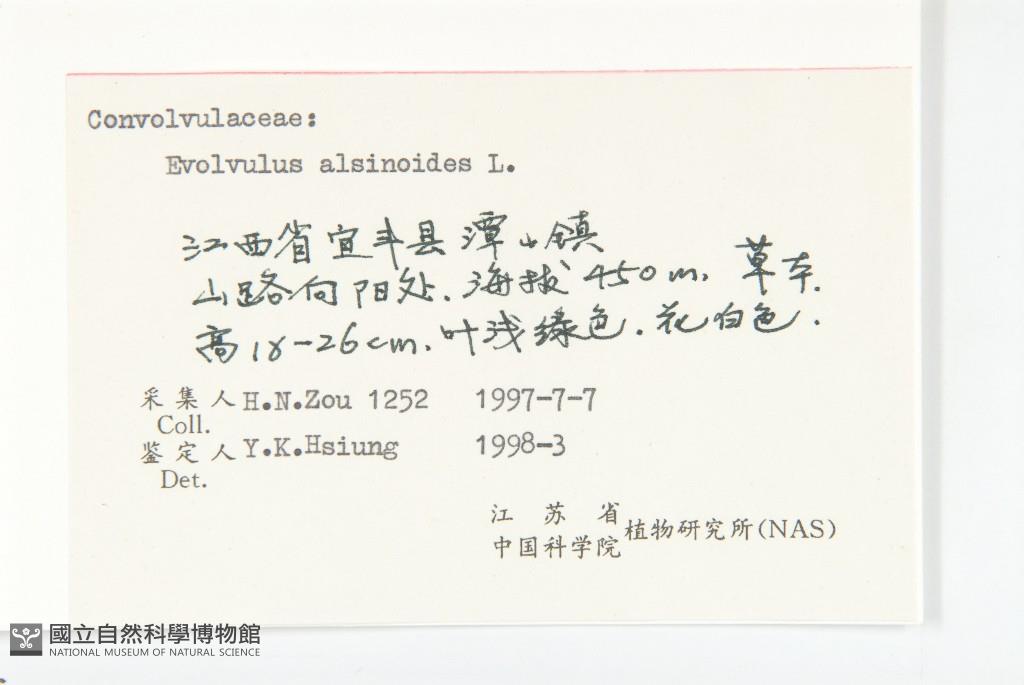 Convolvulaceae:
Evolvulus alsinoides L.
江西省宜丰县潭山镇
山路向阳处. 海拔450m. 草本.
高18-26cm. 叶浅绿色. 花白色.
采集人 H.N.Zou 1252 1997-7-7
Coll.
鉴定人 Y.K.Hsiung 1998-3
Det.
江苏省
中国科学院 植物研究所(NAS)
國立自然科學博物館
NATIONAL MUSEUM OF NATURAL SCIENCE